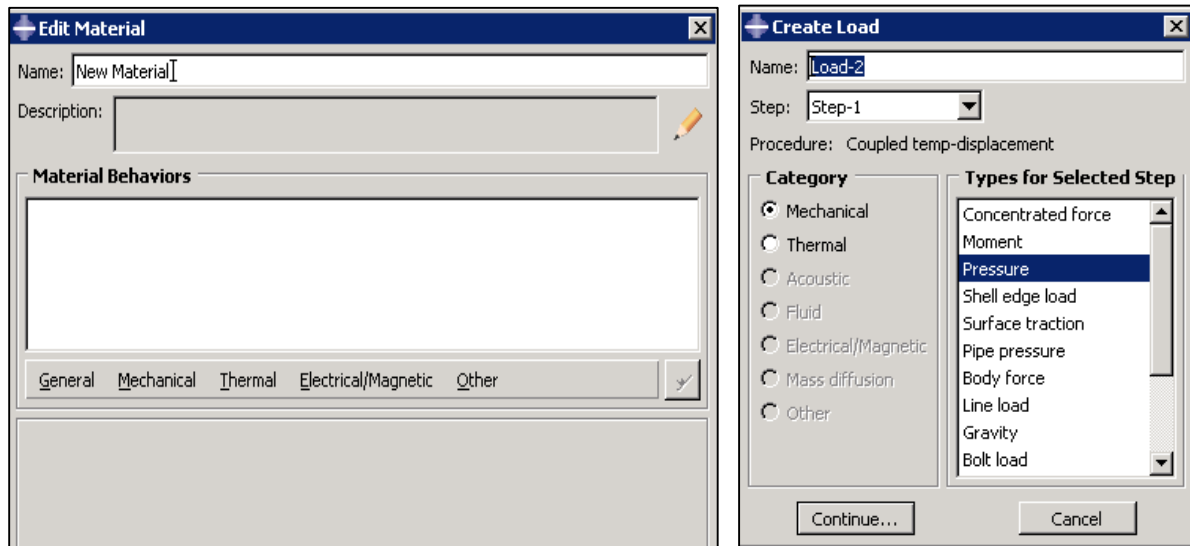 Edit Material
Name: New Material
Description:
Material Behaviors
General Mechanical Thermal Electrical/Magnetic Other
Create Load
Name: Load-2
Step: Step-1
Procedure: Coupled temp-displacement
Category
Mechanical
Thermal
Acoustic
Fluid
Electrical/Magnetic
Mass diffusion
Other
Types for Selected Step
Concentrated force
Moment
Pressure
Shell edge load
Surface traction
Pipe pressure
Body force
Line load
Gravity
Bolt load
Continue... Cancel